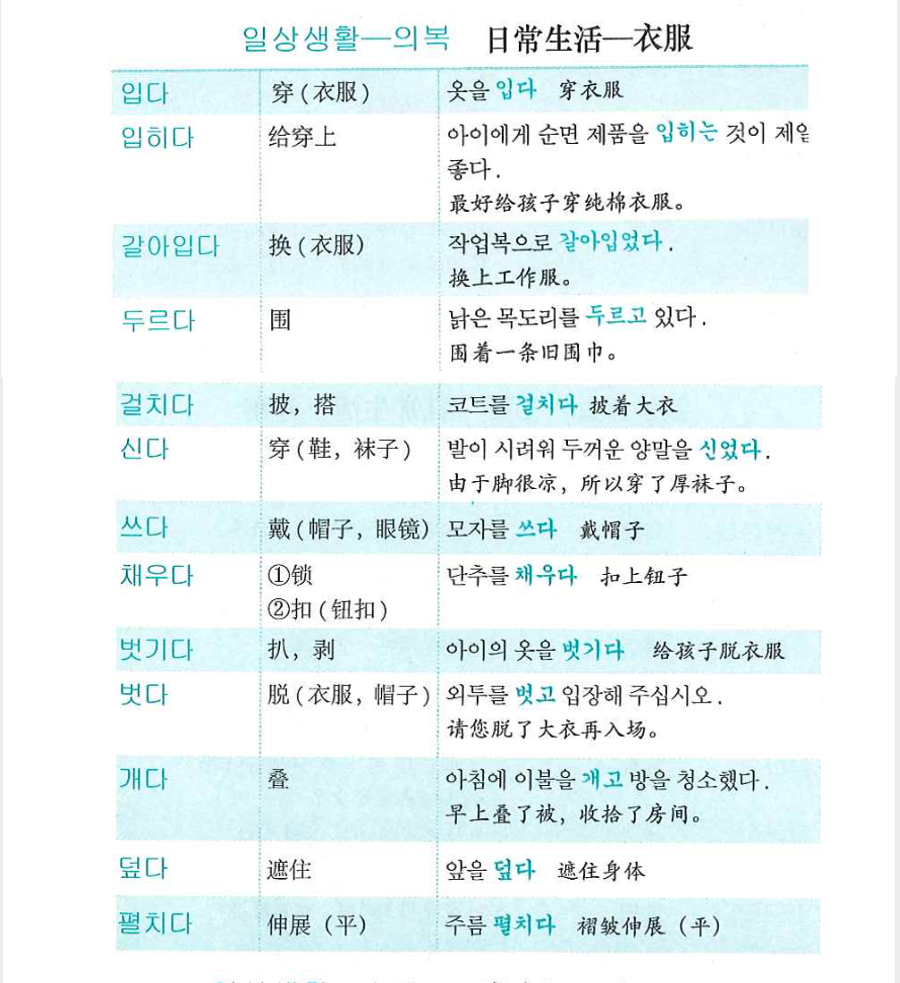 일상생활—의복 日常生活—衣服
입다 穿(衣服) 옷을 입다 穿衣服
입히다 给穿上 아이에게 순면 제품을 입히는 것이 제일
좋다.
最好给孩子穿纯棉衣服。
갈아입다 换(衣服) 작업복으로 갈아입었다.
换上工作服。
두르다 围 낡은 목도리를 두르고 있다.
围着一条旧围巾。
걸치다 披，搭 코트를 걸치다 披着大衣
신다 穿(鞋，袜子) 발이 시려워 두꺼운 양말을 신었다.
由于脚很凉，所以穿了厚袜子。
쓰다 戴(帽子，眼镜) 모자를 쓰다 戴帽子
채우다 ①锁 단추를 채우다 扣上钮子
②扣(钮扣)
벗기다 扒，剥 아이의 옷을 벗기다 给孩子脱衣服
벗다 脱(衣服，帽子) 외투를 벗고 입장해 주십시오.
请您脱了大衣再入场。
개다 叠 아침에 이불을 개고 방을 청소했다.
早上叠了被，收拾了房间。
덮다 遮住 앞을 덮다 遮住身体
펼치다 伸展（平） 주름 펼치다 褶皱伸展（平）